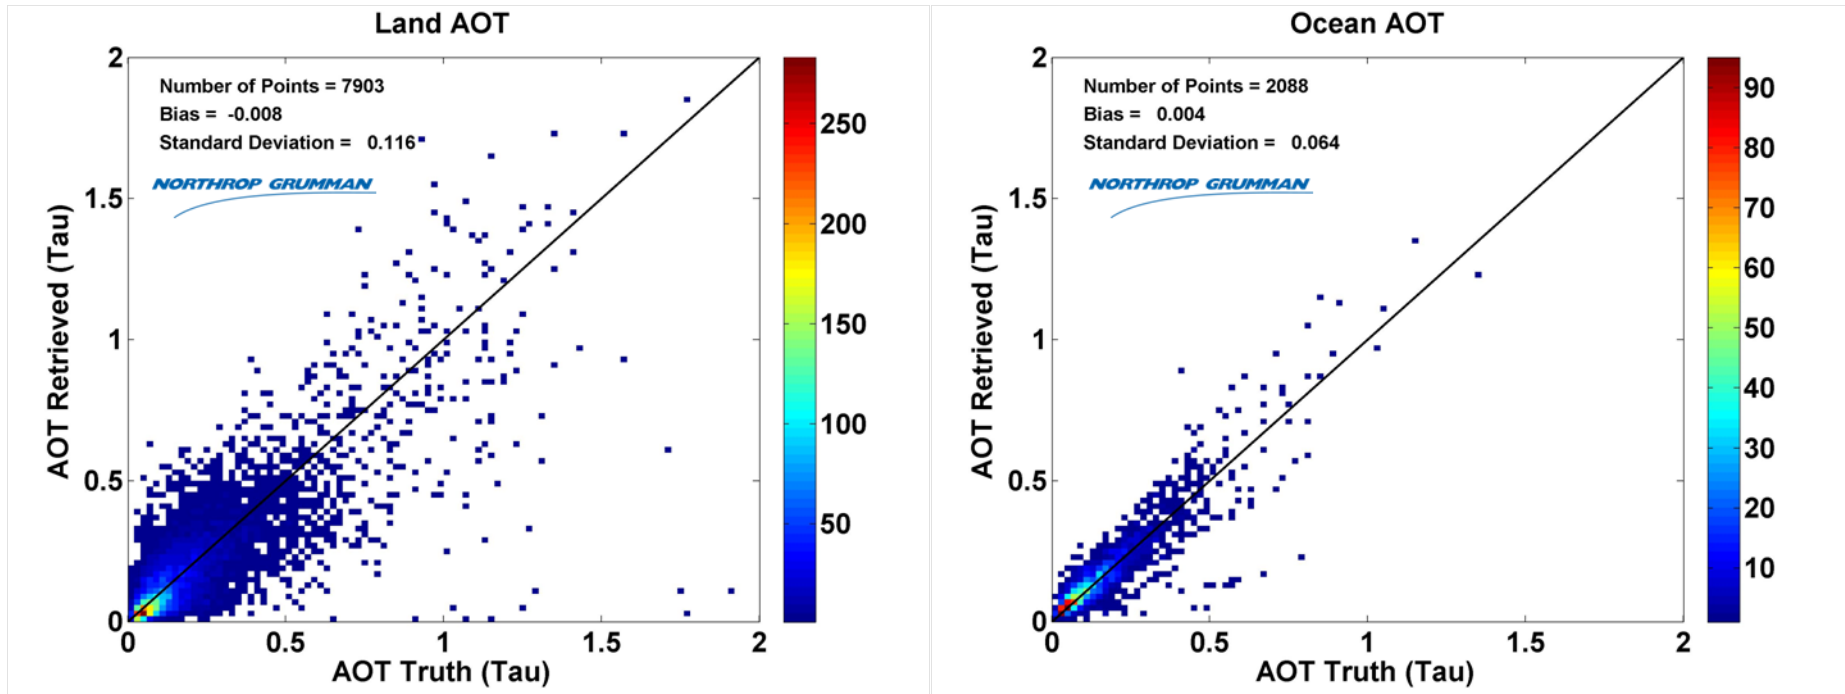 Land AOT
2
Number of Points = 7903
Bias = -0.008
Standard Deviation = 0.116
NORTHROP GRUMMAN
1.5
1
0.5
0
AOT Retrieved (Tau)
0
0.5
1
1.5
2
AOT Truth (Tau)
250
200
150
100
50
Ocean AOT
2
Number of Points = 2088
Bias = 0.004
Standard Deviation = 0.064
NORTHROP GRUMMAN
1.5
1
0.5
0
AOT Retrieved (Tau)
0
0.5
1
1.5
2
AOT Truth (Tau)
90
80
70
60
50
40
30
20
10